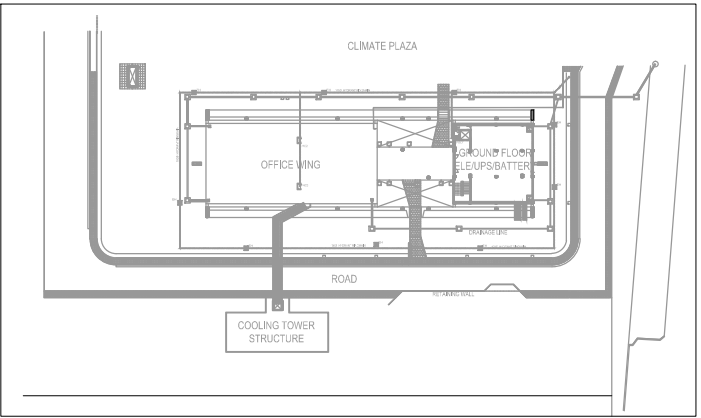 CLIMATE PLAZA
OFFICE WING
GROUND FLOOR
ELE/UPS/BATTER
DRAINAGE LINE
ROAD
RETAINING WALL
COOLING TOWER
STRUCTURE